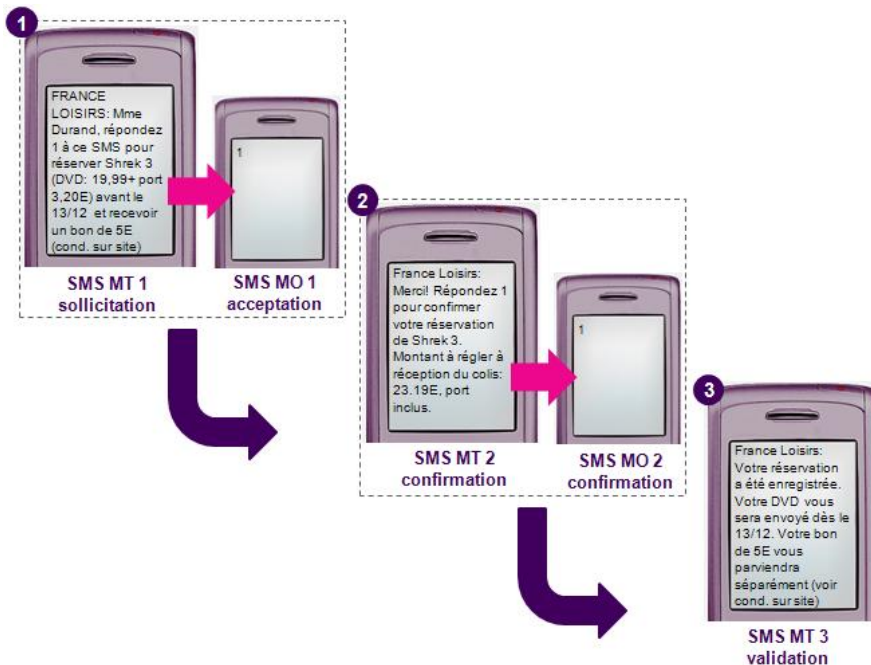 1
FRANCE
LOISIRS: Mme
Durand, répondez
1 à ce SMS pour
réserver Shrek 3
(DVD: 19,99+ port
3,20E) avant le
13/12 et recevoir
un bon de 5E
(cond. sur site)
1
SMS MT 1
sollicitation
SMS MO 1
acceptation
2
France Loisirs:
Merci! Répondez 1
pour confirmer
votre réservation
de Shrek 3.
Montant à régler à
réception du colis:
23.19E, port
inclus.
1
SMS MT 2
confirmation
SMS MO 2
confirmation
3
France Loisirs:
Votre réservation
a été enregistrée.
Votre DVD vous
sera envoyé dès le
13/12. Votre bon
de 5E vous
parviendra
séparément (voir
cond. sur site)
SMS MT 3
validation